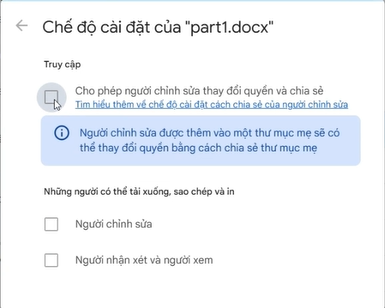 Chế độ cài đặt của "part1.docx"
Truy cập
Cho phép người chỉnh sửa thay đổi quyền và chia sẻ
Tìm hiểu thêm về chế độ cài đặt cách chia sẻ của người chỉnh sửa
Người chỉnh sửa được thêm vào một thư mục mẹ sẽ có
thể thay đổi quyền bằng cách chia sẻ thư mục mẹ
Những người có thể tải xuống, sao chép và in
Người chỉnh sửa
Người nhận xét và người xem